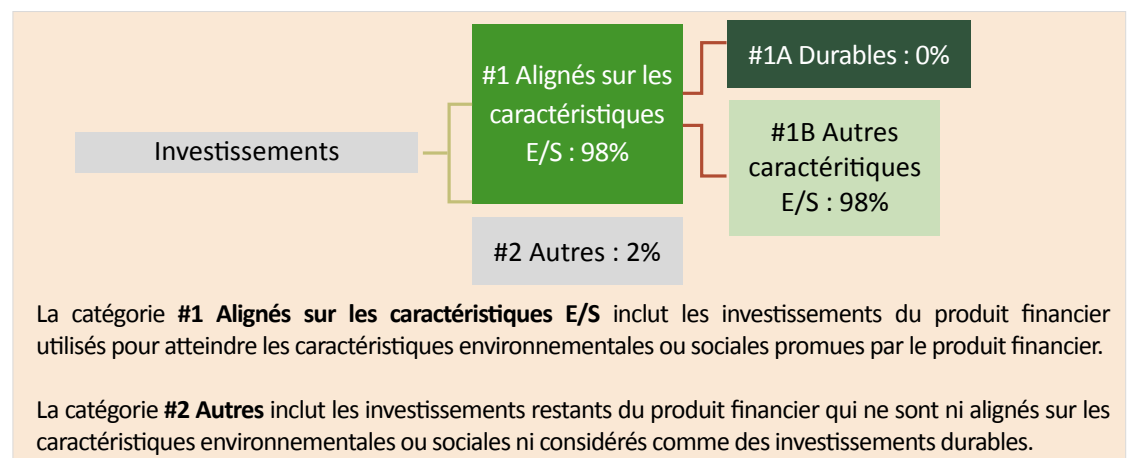 Investissements
#1 Alignés sur les
caractéristiques
E/S : 98%
#2 Autres : 2%
#1A Durables : 0%
#1B Autres
caractéritiques
E/S : 98%
La catégorie #1 Alignés sur les caractéristiques E/S inclut les investissements du produit financier
utilisés pour atteindre les caractéristiques environnementales ou sociales promues par le produit financier.
La catégorie #2 Autres inclut les investissements restants du produit financier qui ne sont ni alignés sur les
caractéristiques environnementales ou sociales ni considérés comme des investissements durables.